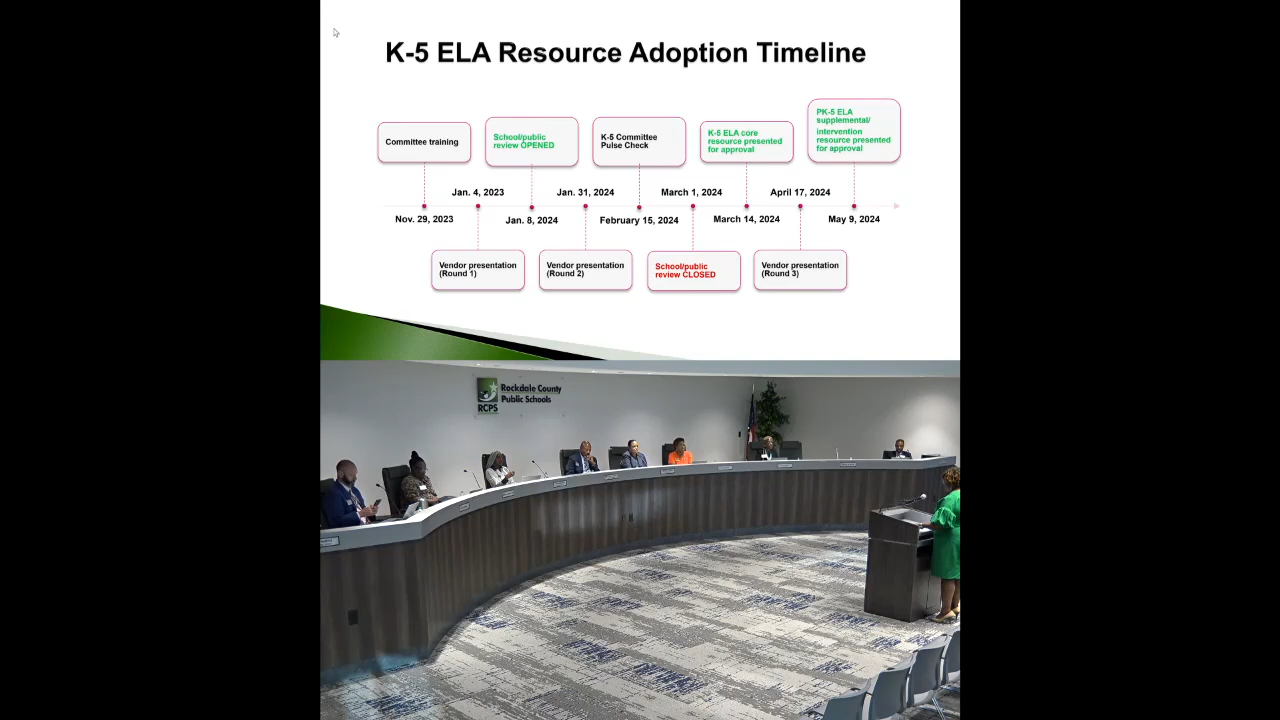 K-5 ELA Resource Adoption Timeline
PK-5 ELA
supplemental/
intervention
resource presented
for approval
Committee training
School/public
review OPENED
K-5 Committee
Pulse Check
K-5 ELA core
resource presented
for approval
Jan. 4, 2023
Jan. 31, 2024
March 1, 2024
April 17, 2024
Nov. 29, 2023
Jan. 8, 2024
February 15, 2024
March 14, 2024
May 9, 2024
Vendor presentation
(Round 1)
Vendor presentation
(Round 2)
School/public
review CLOSED
Vendor presentation
(Round 3)
Rockdale County
Public Schools
RCPS